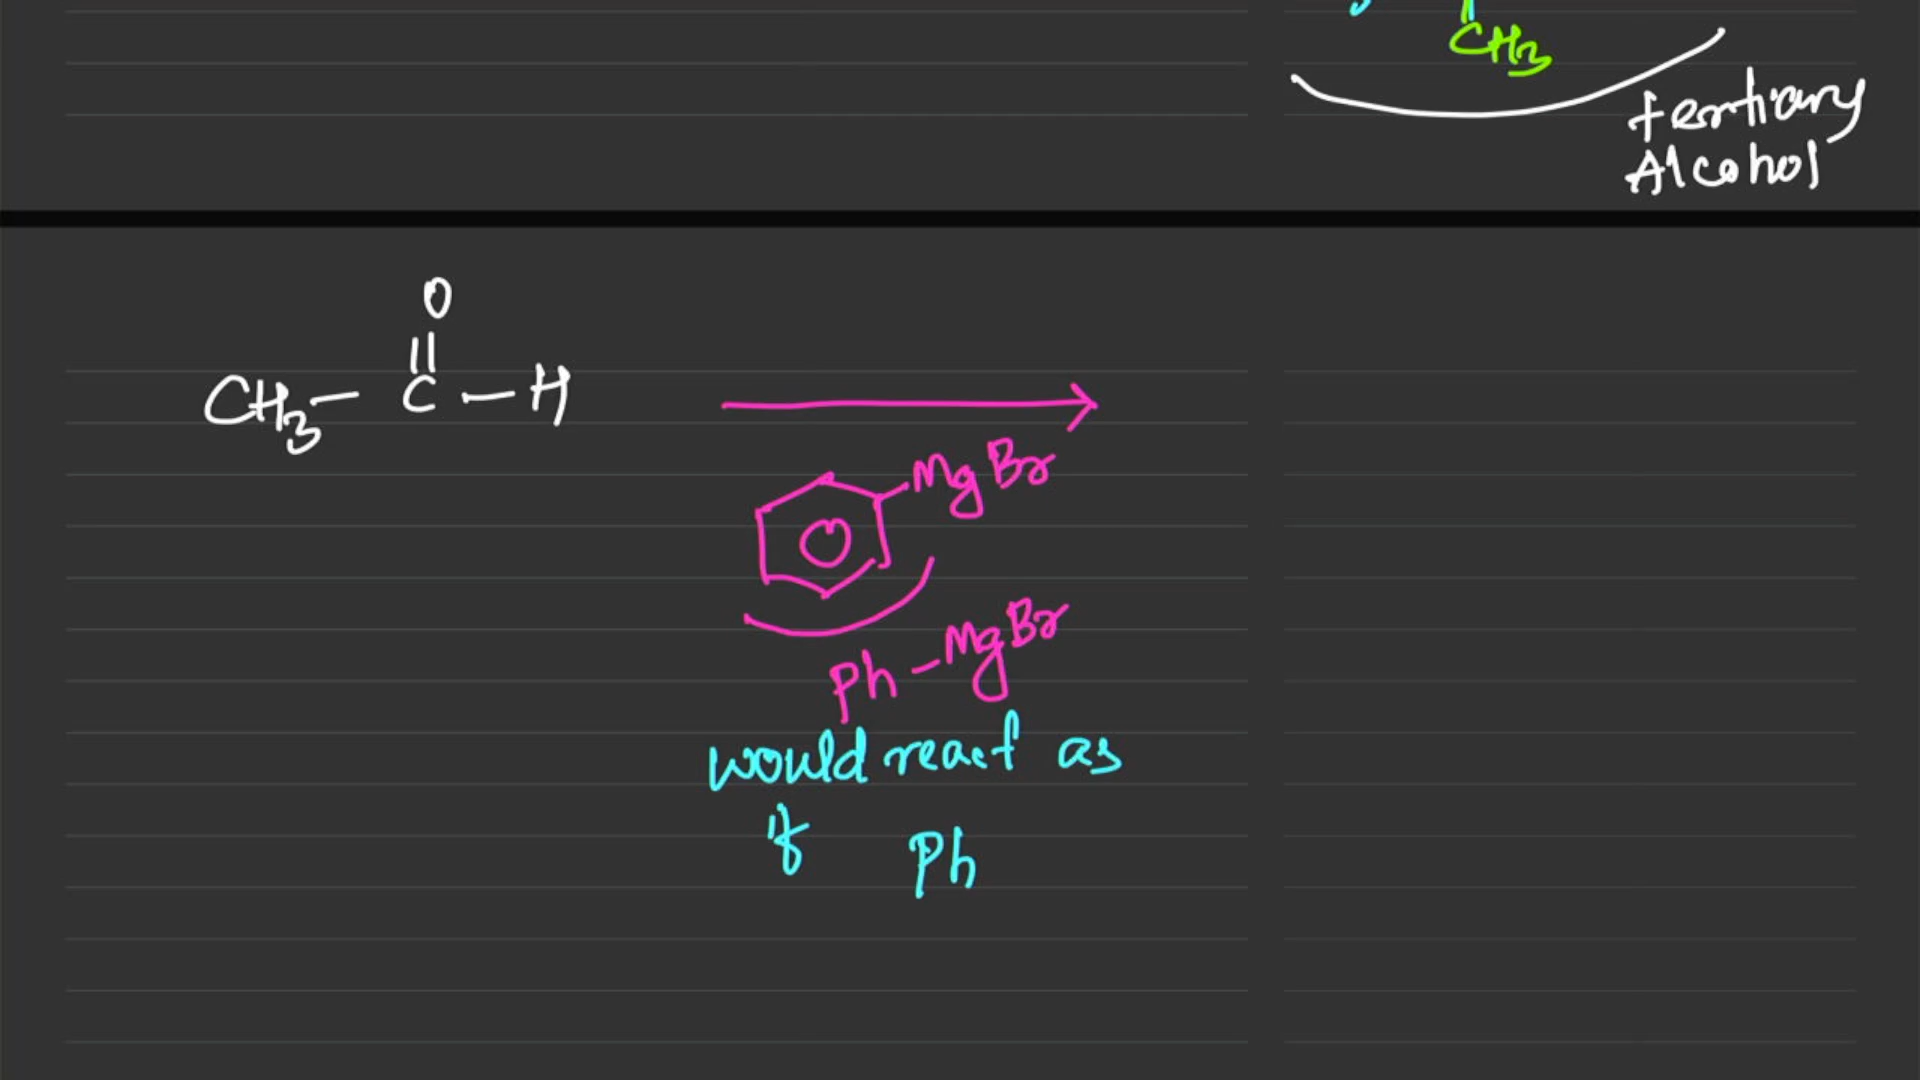 CH3
tertiary
Alcohol
O
||
CH3 — C — H
MgBr
Ph — MgBr
would react as
if Ph